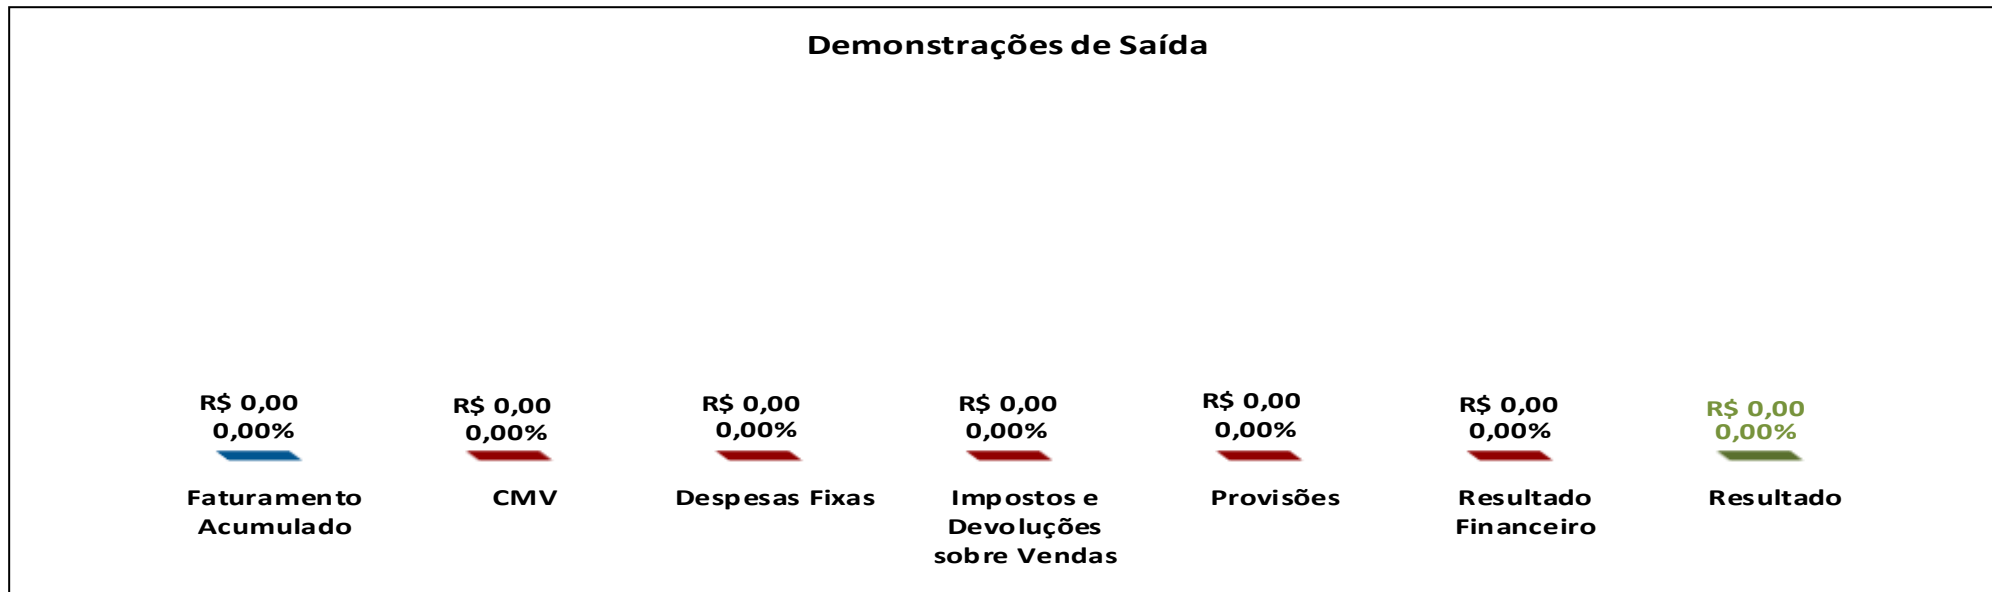 Demonstrações de Saída
R$ 0,00
0,00%
R$ 0,00
0,00%
R$ 0,00
0,00%
R$ 0,00
0,00%
R$ 0,00
0,00%
R$ 0,00
0,00%
R$ 0,00
0,00%
Faturamento
Acumulado
CMV
Despesas Fixas
Impostos e
Devoluções
sobre Vendas
Provisões
Resultado
Financeiro
Resultado